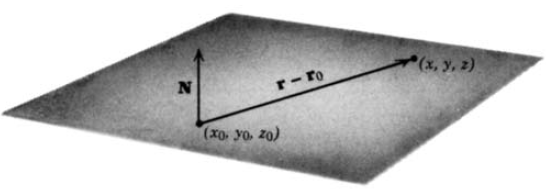 (x, y, z)
r – r₀
N
(x₀, y₀, z₀)